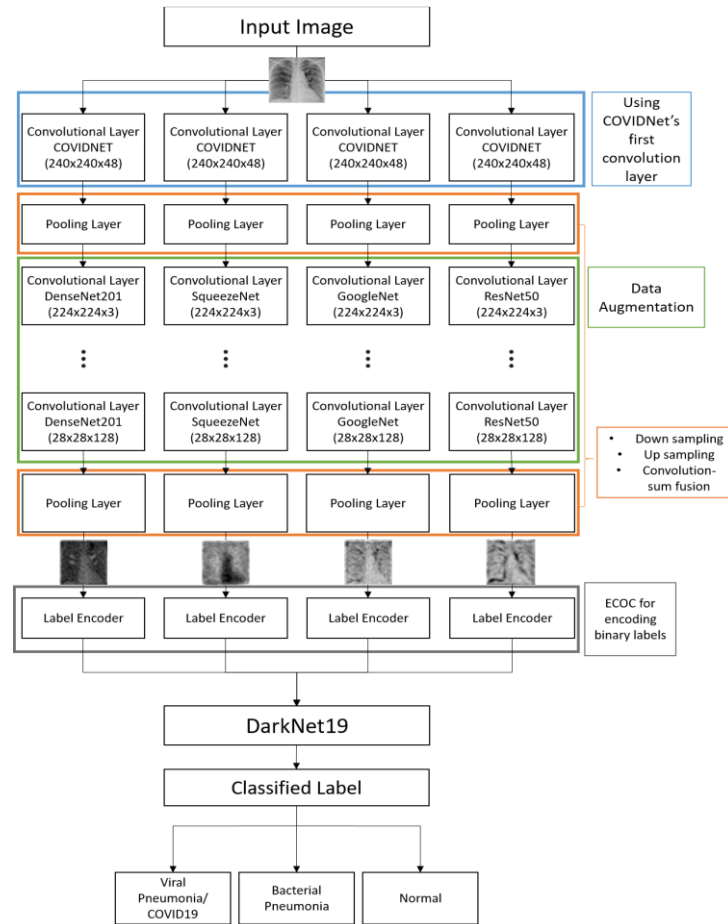 Input Image
Convolutional Layer
COVIDNET
(240x240x48)
Convolutional Layer
COVIDNET
(240x240x48)
Convolutional Layer
COVIDNET
(240x240x48)
Convolutional Layer
COVIDNET
(240x240x48)
Using
COVIDNet's
first
convolution
layer
Pooling Layer
Pooling Layer
Pooling Layer
Pooling Layer
Convolutional Layer
DenseNet201
(224x224x3)
Convolutional Layer
SqueezeNet
(224x224x3)
Convolutional Layer
GoogleNet
(224x224x3)
Convolutional Layer
ResNet50
(224x224x3)
Data
Augmentation
Convolutional Layer
DenseNet201
(28x28x128)
Convolutional Layer
SqueezeNet
(28x28x128)
Convolutional Layer
GoogleNet
(28x28x128)
Convolutional Layer
ResNet50
(28x28x128)
• Down sampling
• Up sampling
• Convolution-
sum fusion
Pooling Layer
Pooling Layer
Pooling Layer
Pooling Layer
Label Encoder
Label Encoder
Label Encoder
Label Encoder
ECOC for
encoding
binary labels
DarkNet19
Classified Label
Viral
Pneumonia/
COVID19
Bacterial
Pneumonia
Normal